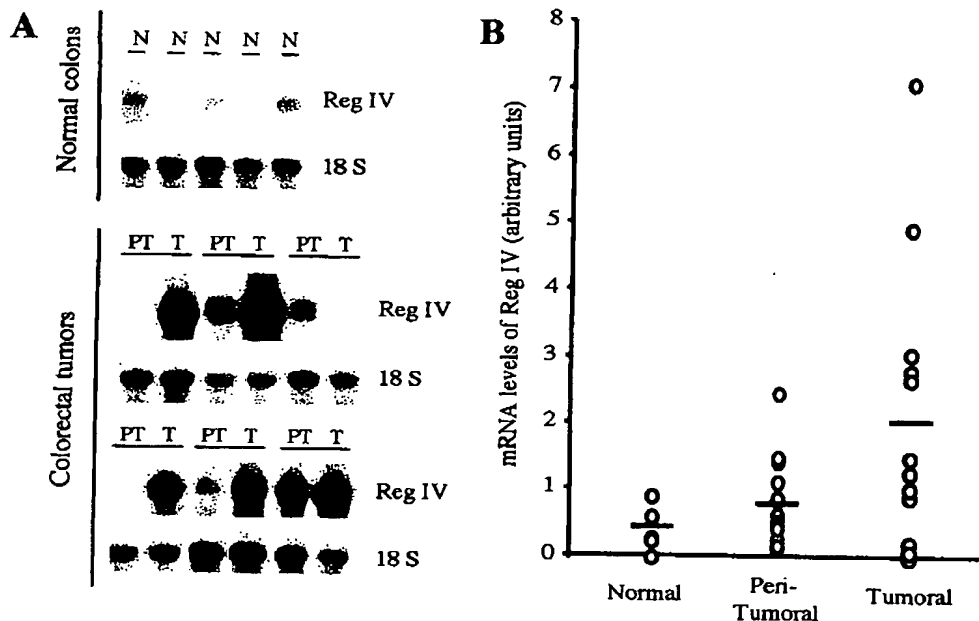 A
Normal colons
N N N N N
Reg IV
18 S
Colorectal tumors
PT T PT T PT T
Reg IV
18 S
PT T PT T PT T
Reg IV
18 S
B
mRNA levels of Reg IV (arbitrary units)
8
7
6
5
4
3
2
1
0
Normal
Peri-
Tumoral
Tumoral